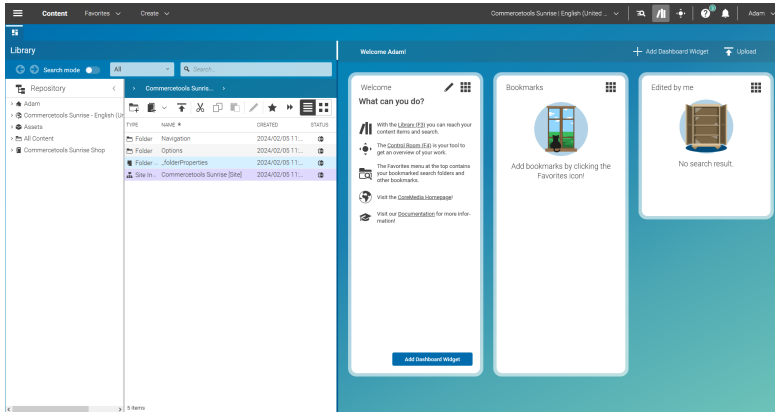 Content Favorites Create Commercetools Sunrise | English (United ... Adam
Library
Search mode All Search...
Repository
Adam
Commercetools Sunrise - English (Un
Assets
All Content
Commercetools Sunrise Shop
Commercetools Sunris...
TYPE NAME CREATED STATUS
Folder Navigation 2024/02/05 11:...
Folder Options 2024/02/05 11:...
Folder ... _folderProperties 2024/02/05 11:...
Site In... Commercetools Sunrise [Site] 2024/02/05 11:...
5 items
Welcome Adam! Add Dashboard Widget Upload
Welcome
What can you do?
With the Library (F3) you can reach your
content items and search.
The Control Room (F4) is your tool to
get an overview of your work.
The Favorites menu at the top contains
your bookmarked search folders and
other bookmarks.
Visit the CoreMedia Homepage!
Visit our Documentation for more infor-
mation!
Add Dashboard Widget
Bookmarks
Add bookmarks by clicking the
Favorites icon!
Edited by me
No search result.